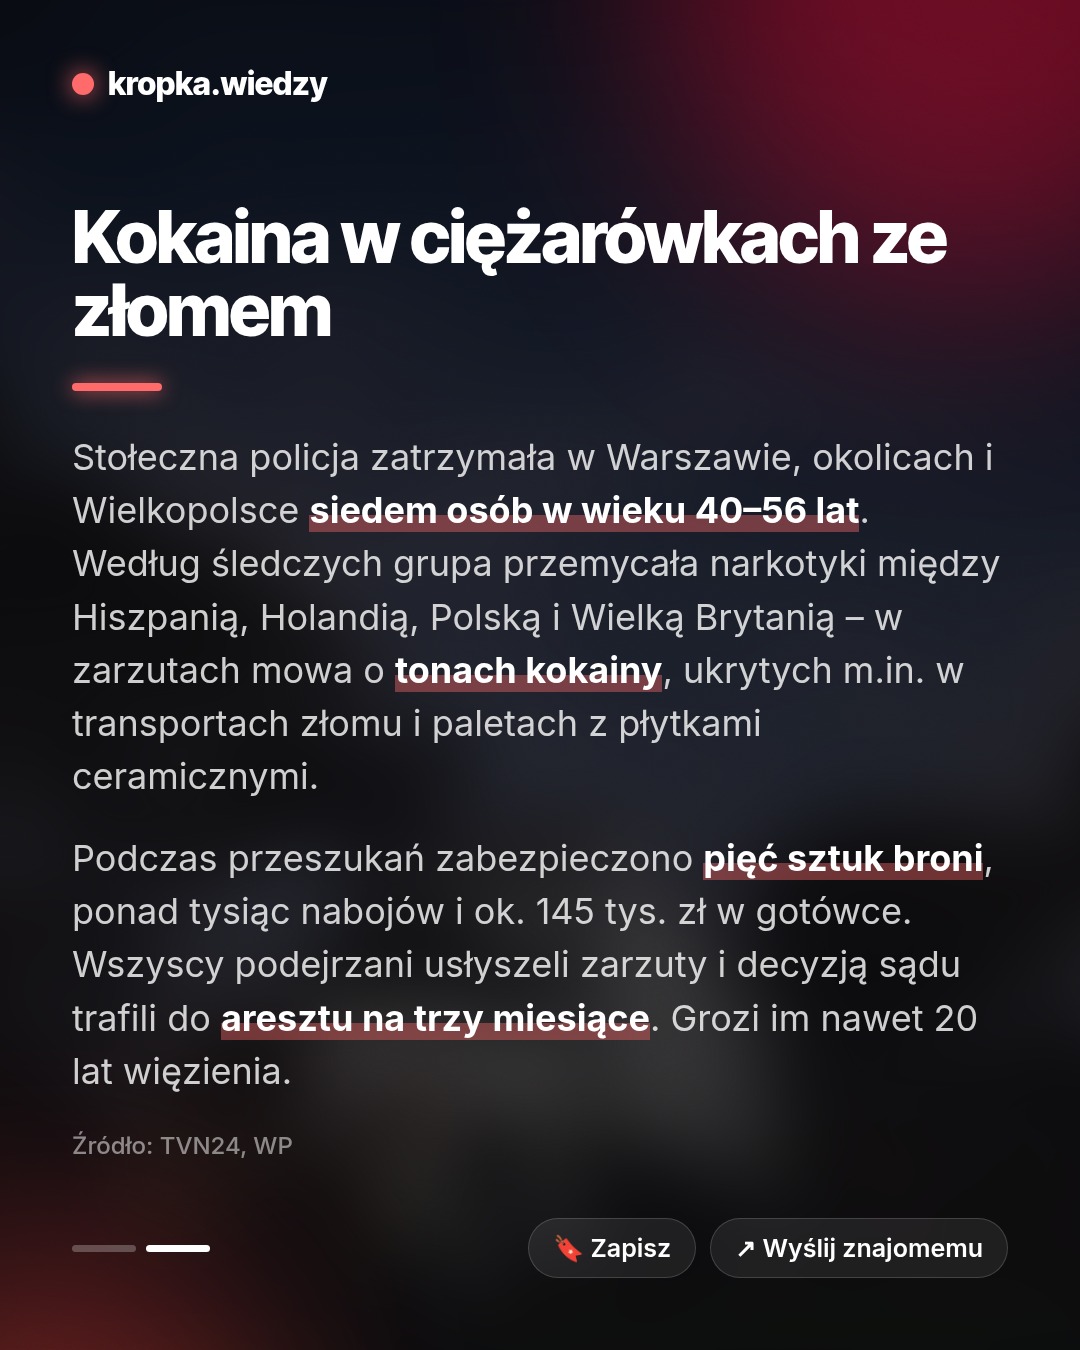 kropka.wiedzy
Kokaina w ciężarówkach ze
złomem
Stołeczna policja zatrzymała w Warszawie, okolicach i
Wielkopolsce siedem osób w wieku 40–56 lat.
Według śledczych grupa przemycała narkotyki między
Hiszpanią, Holandią, Polską i Wielką Brytanią – w
zarzutach mowa o tonach kokainy, ukrytych m.in. w
transportach złomu i paletach z płytkami
ceramicznymi.
Podczas przeszukań zabezpieczono pięć sztuk broni,
ponad tysiąc nabojów i ok. 145 tys. zł w gotówce.
Wszyscy podejrzani usłyszeli zarzuty i decyzją sądu
trafili do aresztu na trzy miesiące. Grozi im nawet 20
lat więzienia.
Źródło: TVN24, WP
🔖 Zapisz
↗ Wyślij znajomemu